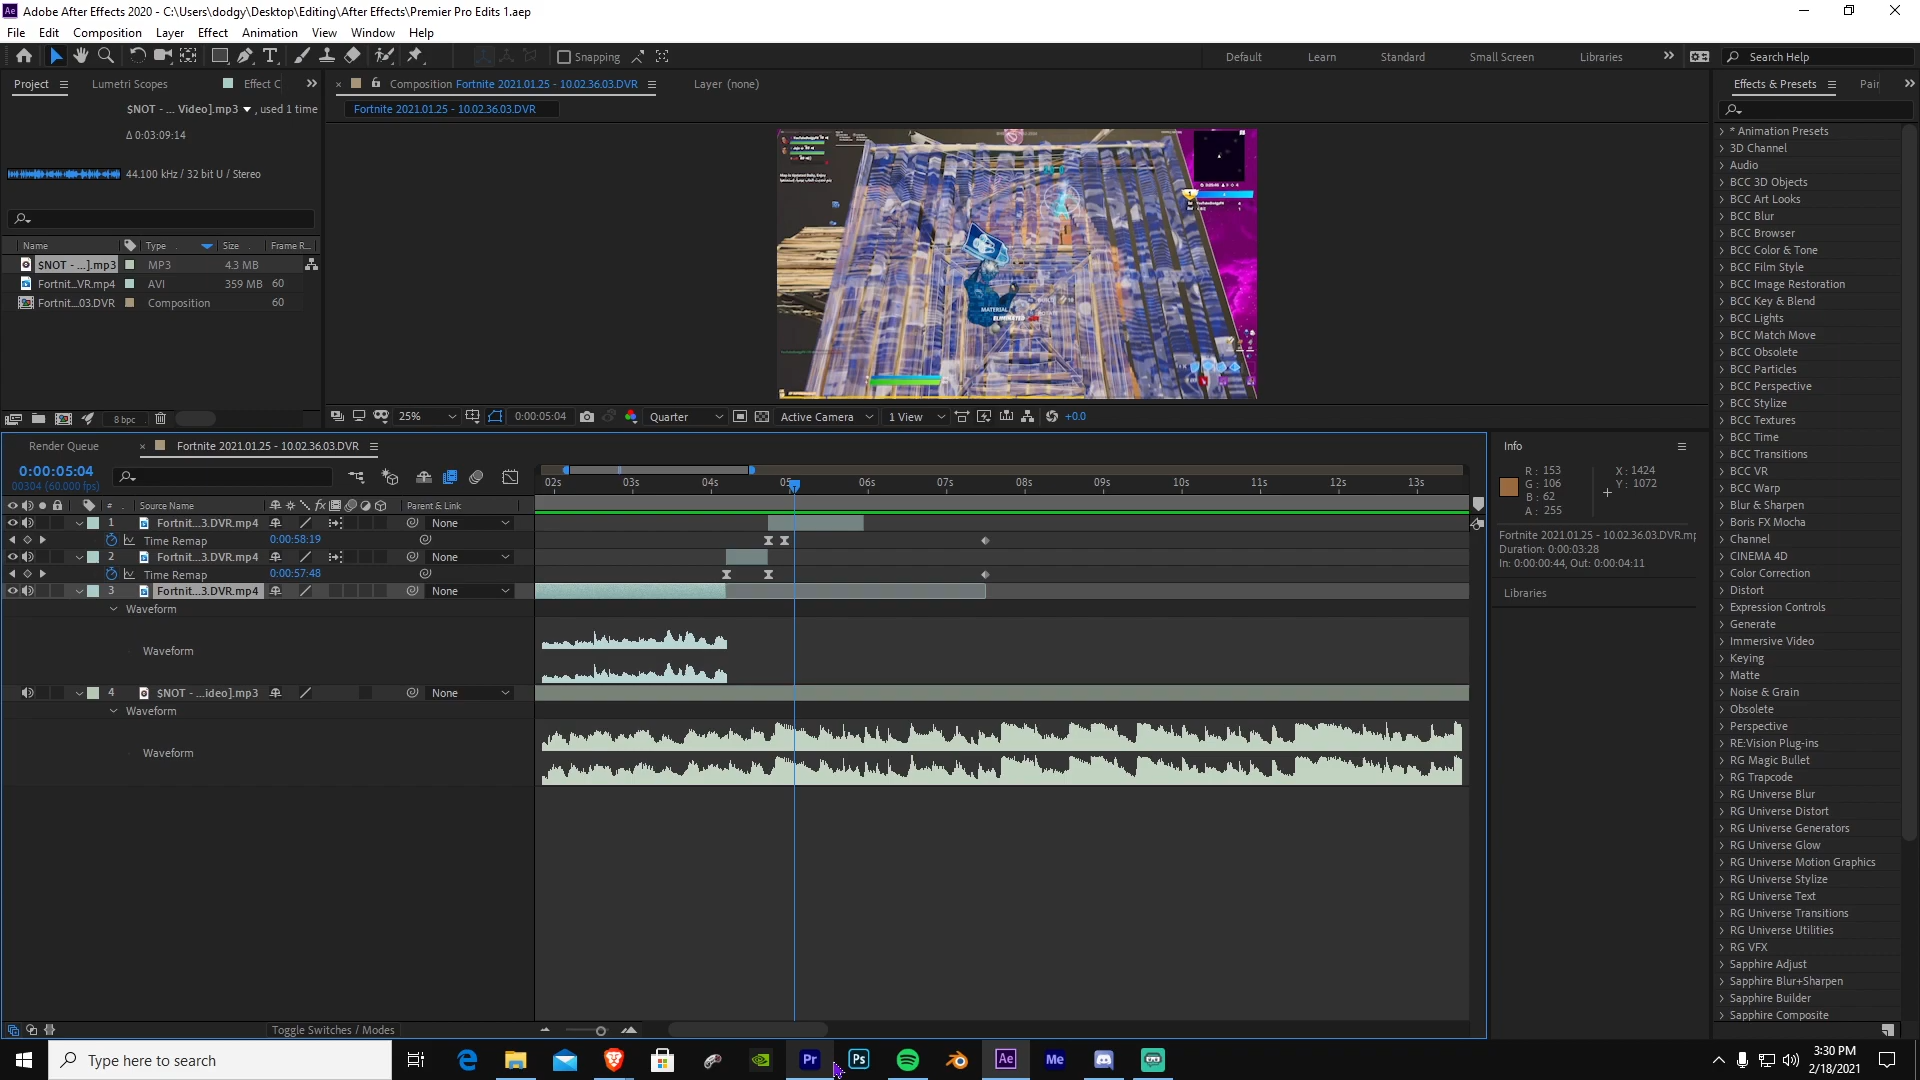 Adobe After Effects 2020 - C:\Users\dodgy\Desktop\Editing\After Effects\Premier Pro Edits 1.aep
File Edit Composition Layer Effect Animation View Window Help
Snapping
Default Learn Standard Small Screen Libraries
Search Help
Project Lumetri Scopes Effect C
Composition Fortnite 2021.01.25 - 10.02.36.03.DVR Layer (none)
Effects & Presets Pair
$NOT - ... Video].mp3 , used 1 time
Δ 0:03:09:14
44.100 kHz / 32 bit U / Stereo
Fortnite 2021.01.25 - 10.02.36.03.DVR
Name Type Size Frame R...
$NOT - ...].mp3 MP3 4.3 MB
Fortnit...VR.mp4 AVI 359 MB 60
Fortnit...03.DVR Composition 60
8 bpc
MATERIAL
ELIMINATED
25% 0:00:05:04 Quarter Active Camera 1 View +0.0
* Animation Presets
3D Channel
Audio
BCC 3D Objects
BCC Art Looks
BCC Blur
BCC Browser
BCC Color & Tone
BCC Film Style
BCC Image Restoration
BCC Key & Blend
BCC Lights
BCC Match Move
BCC Obsolete
BCC Particles
BCC Perspective
BCC Stylize
BCC Textures
BCC Time
BCC Transitions
BCC VR
BCC Warp
Blur & Sharpen
Boris FX Mocha
Channel
CINEMA 4D
Color Correction
Distort
Expression Controls
Generate
Immersive Video
Keying
Matte
Noise & Grain
Obsolete
Perspective
RE:Vision Plug-ins
RG Magic Bullet
RG Trapcode
RG Universe Blur
RG Universe Distort
RG Universe Generators
RG Universe Glow
RG Universe Motion Graphics
RG Universe Stylize
RG Universe Text
RG Universe Transitions
RG Universe Utilities
RG VFX
Sapphire Adjust
Sapphire Blur+Sharpen
Sapphire Builder
Sapphire Composite
Render Queue Fortnite 2021.01.25 - 10.02.36.03.DVR
0:00:05:04
00304 (60.000 fps)
02s 03s 04s 05 06s 07s 08s 09s 10s 11s 12s 13s
# Source Name Parent & Link
1 Fortnit...3.DVR.mp4 None
Time Remap 0:00:58:19
2 Fortnit...3.DVR.mp4 None
Time Remap 0:00:57:48
3 Fortnit...3.DVR.mp4 None
Waveform
Waveform
4 $NOT - ...ideo].mp3 None
Waveform
Waveform
Toggle Switches / Modes
Info
R: 153 X: 1424
G: 106 Y: 1072
B: 62
A: 255
Fortnite 2021.01.25 - 10.02.36.03.DVR.mp
Duration: 0:00:03:28
In: 0:00:00:44, Out: 0:00:04:11
Libraries
Type here to search
Pr Ps Ae Me
3:30 PM
2/18/2021